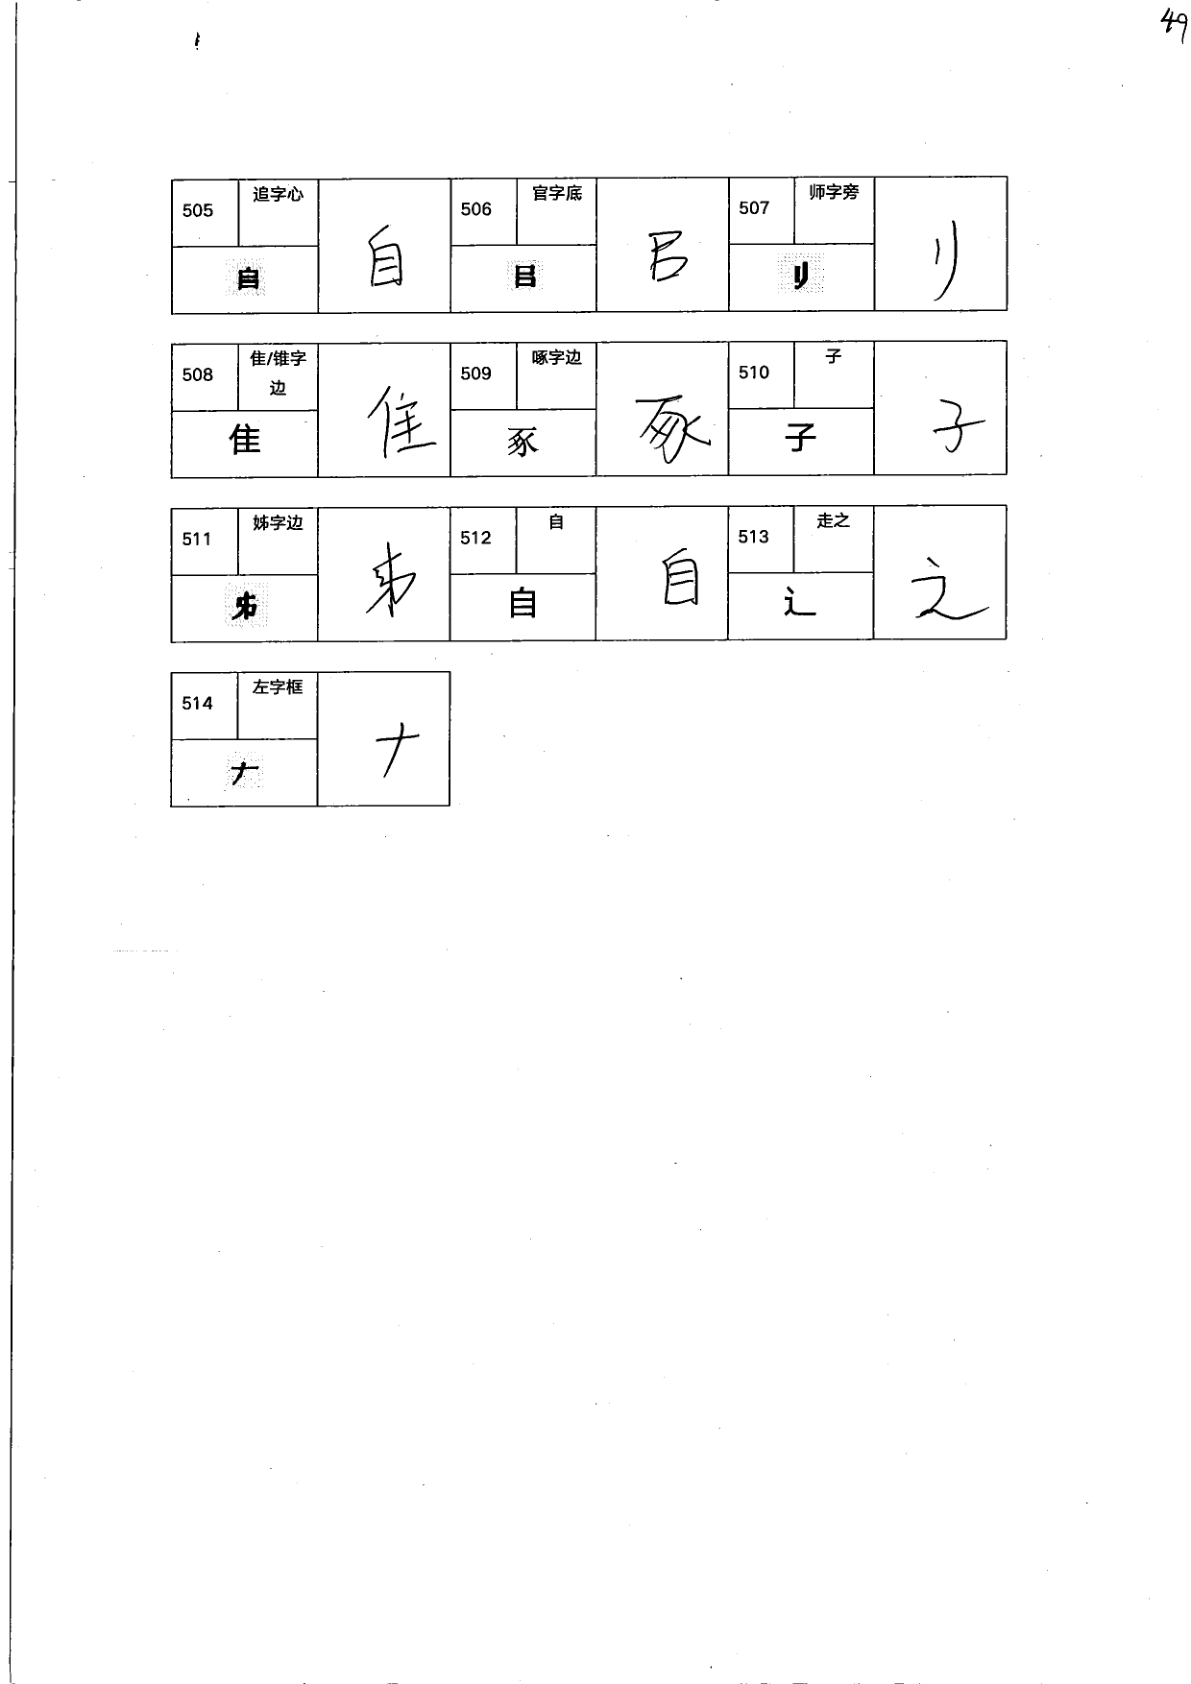 49
505 追字心 𠂤 自 506 官字底 㠯 㠯 507 师字旁 刂 刂
508 隹/锥字边 隹 隹 509 啄字边 豖 豖 510 子 子 子
511 姊字边 𠂔 𠂔 512 自 自 自 513 走之 辶 之
514 左字框 𠂇 𠂇